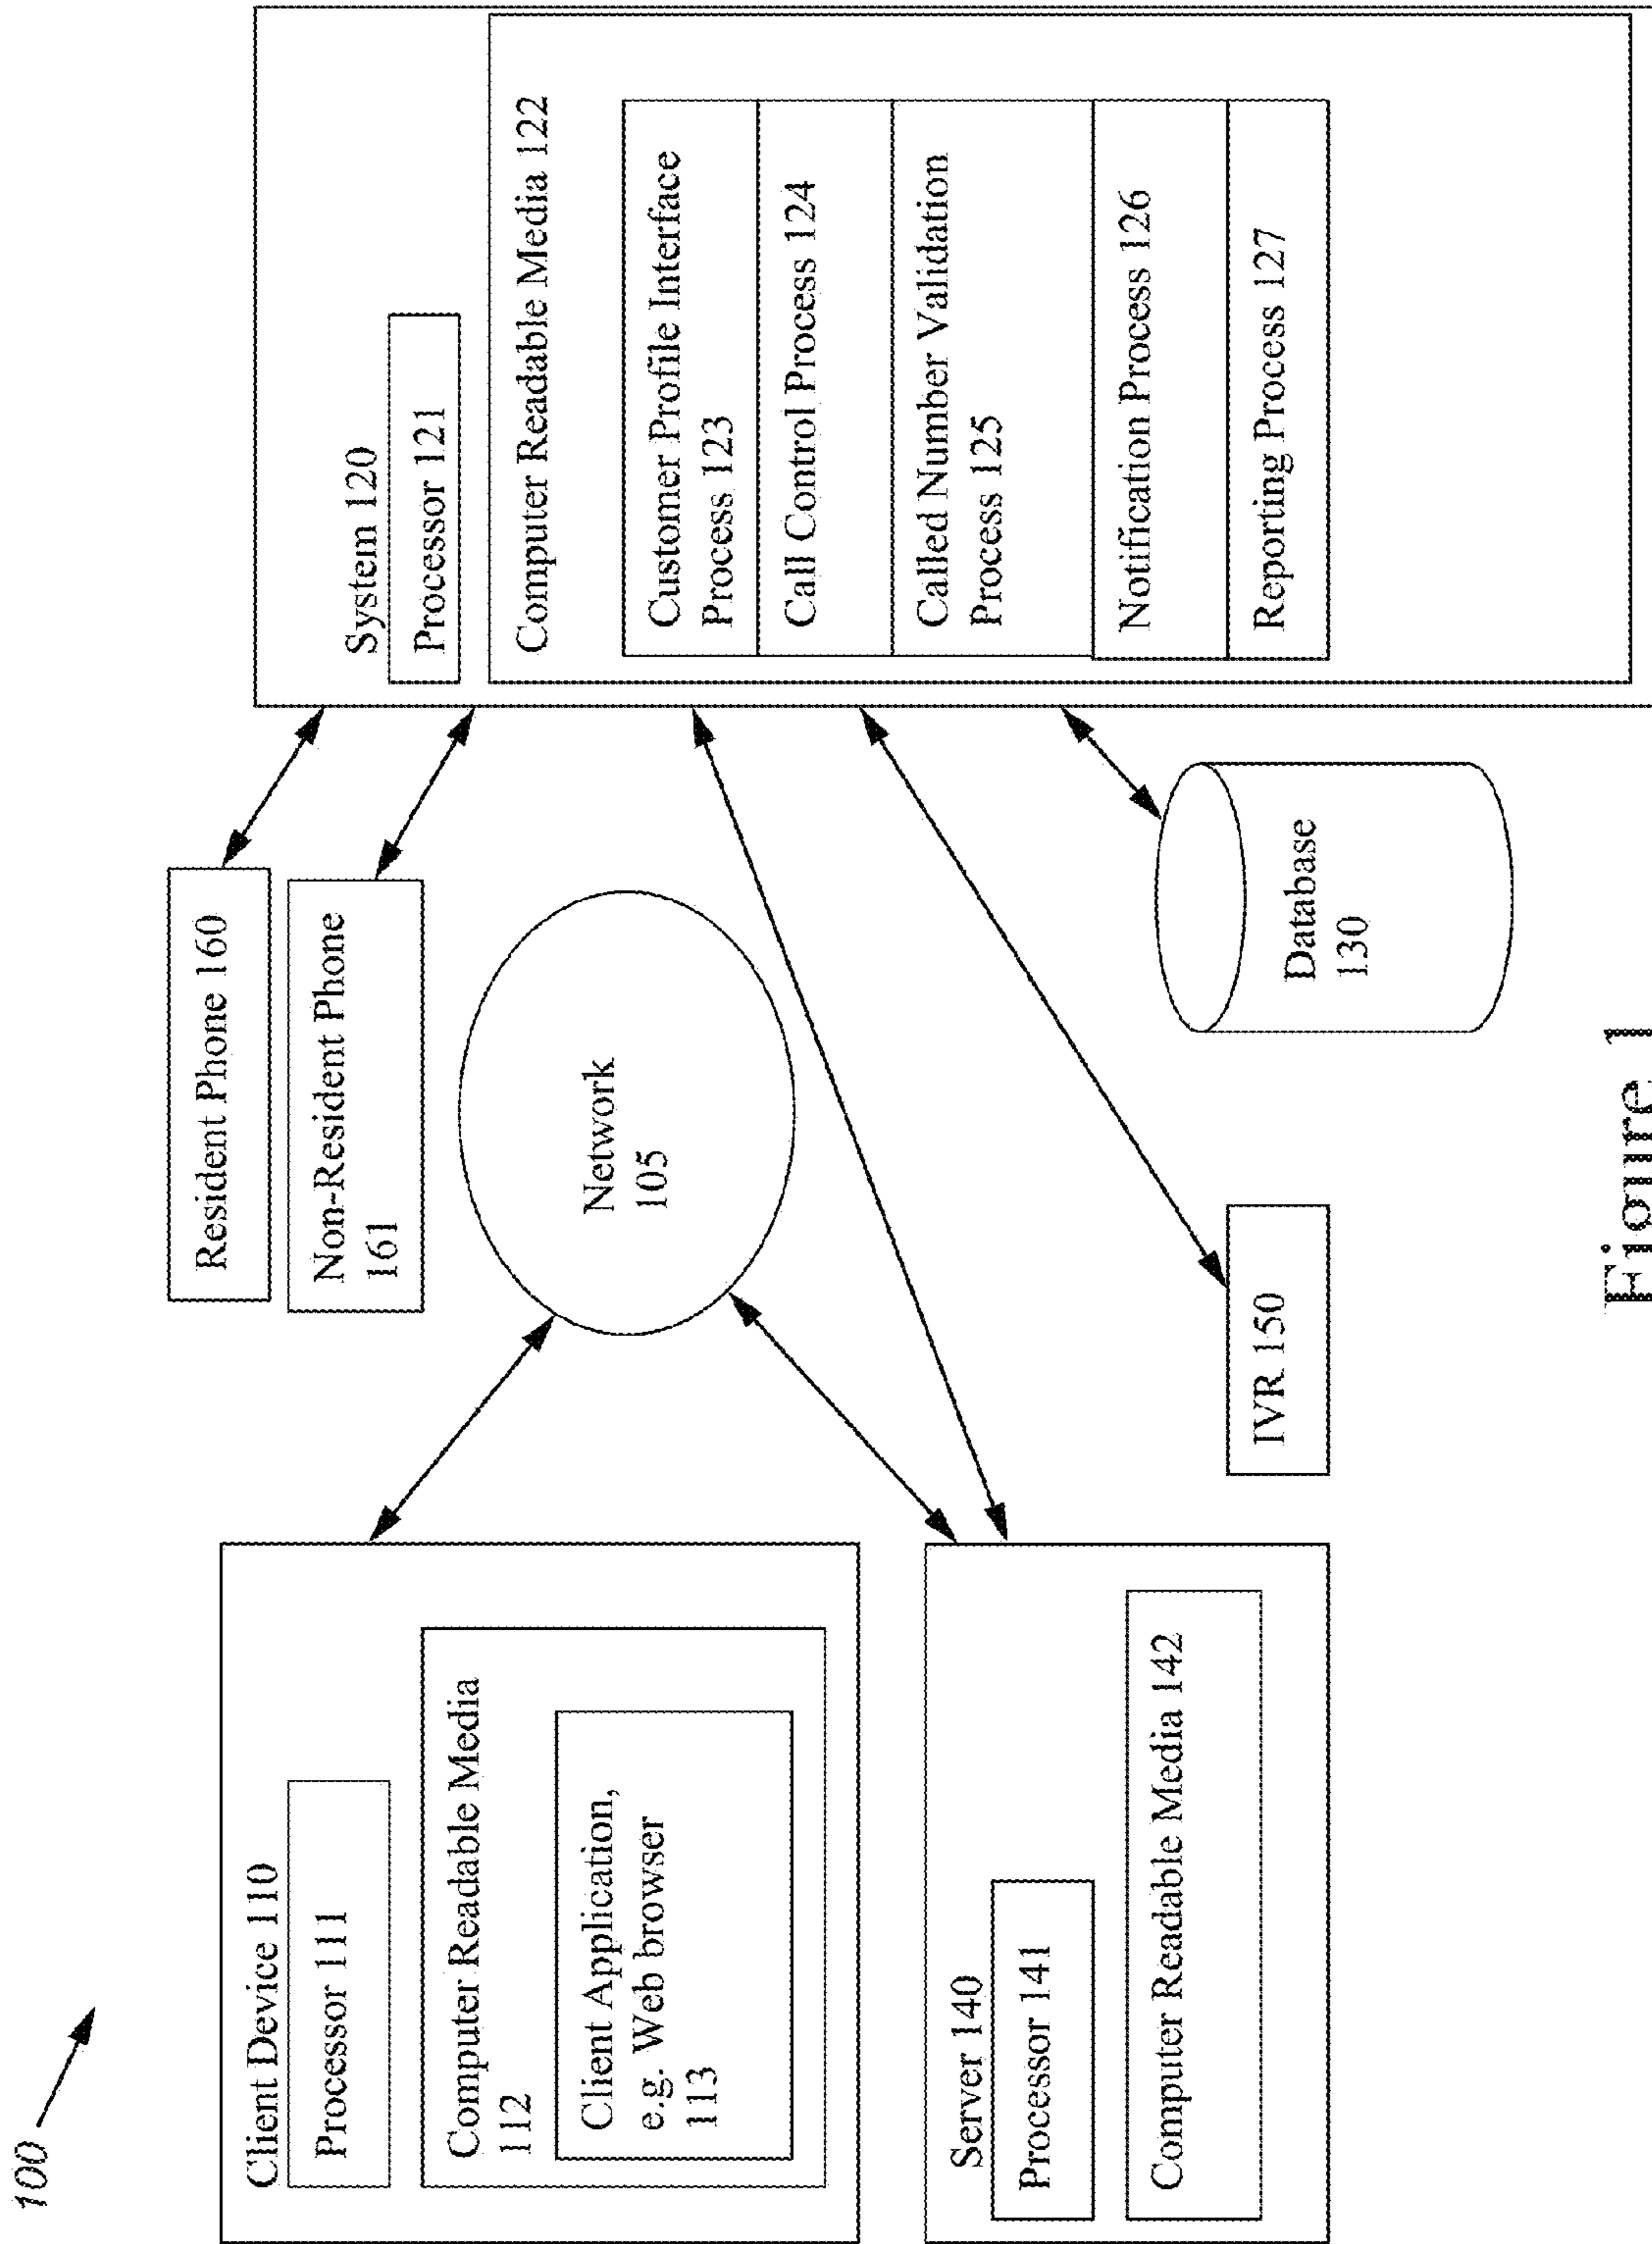 100
Client Device 110
Processor 111
Computer Readable Media
112
Client Application,
e.g. Web browser
113
Server 140
Processor 141
Computer Readable Media 142
Resident Phone 160
Non-Resident Phone
161
Network
105
IVR 150
Database
130
System 120
Processor 121
Computer Readable Media 122
Customer Profile Interface
Process 123
Call Control Process 124
Called Number Validation
Process 125
Notification Process 126
Reporting Process 127
Figure 1